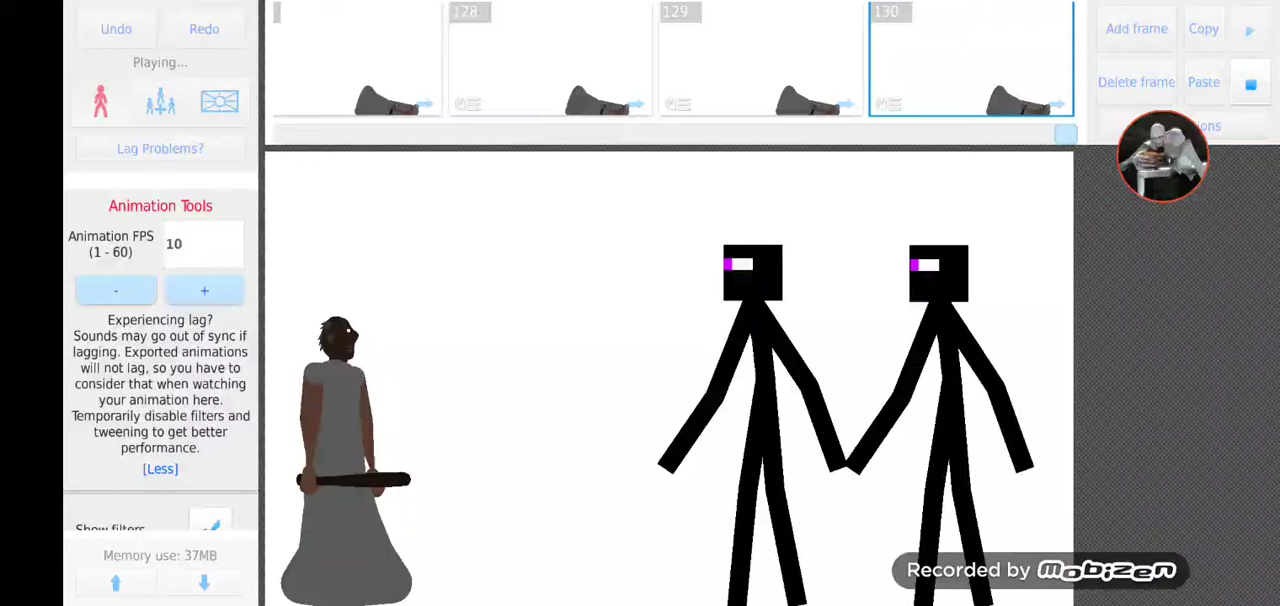 Undo Redo
Playing...
Lag Problems?
Animation Tools
Animation FPS
(1 - 60)
10
- +
Experiencing lag?
Sounds may go out of sync if
lagging. Exported animations
will not lag, so you have to
consider that when watching
your animation here.
Temporarily disable filters and
tweening to get better
performance.
[Less]
Show filters
Memory use: 37MB
128 129 130
Add frame Copy
Delete frame Paste
Recorded by mobizen